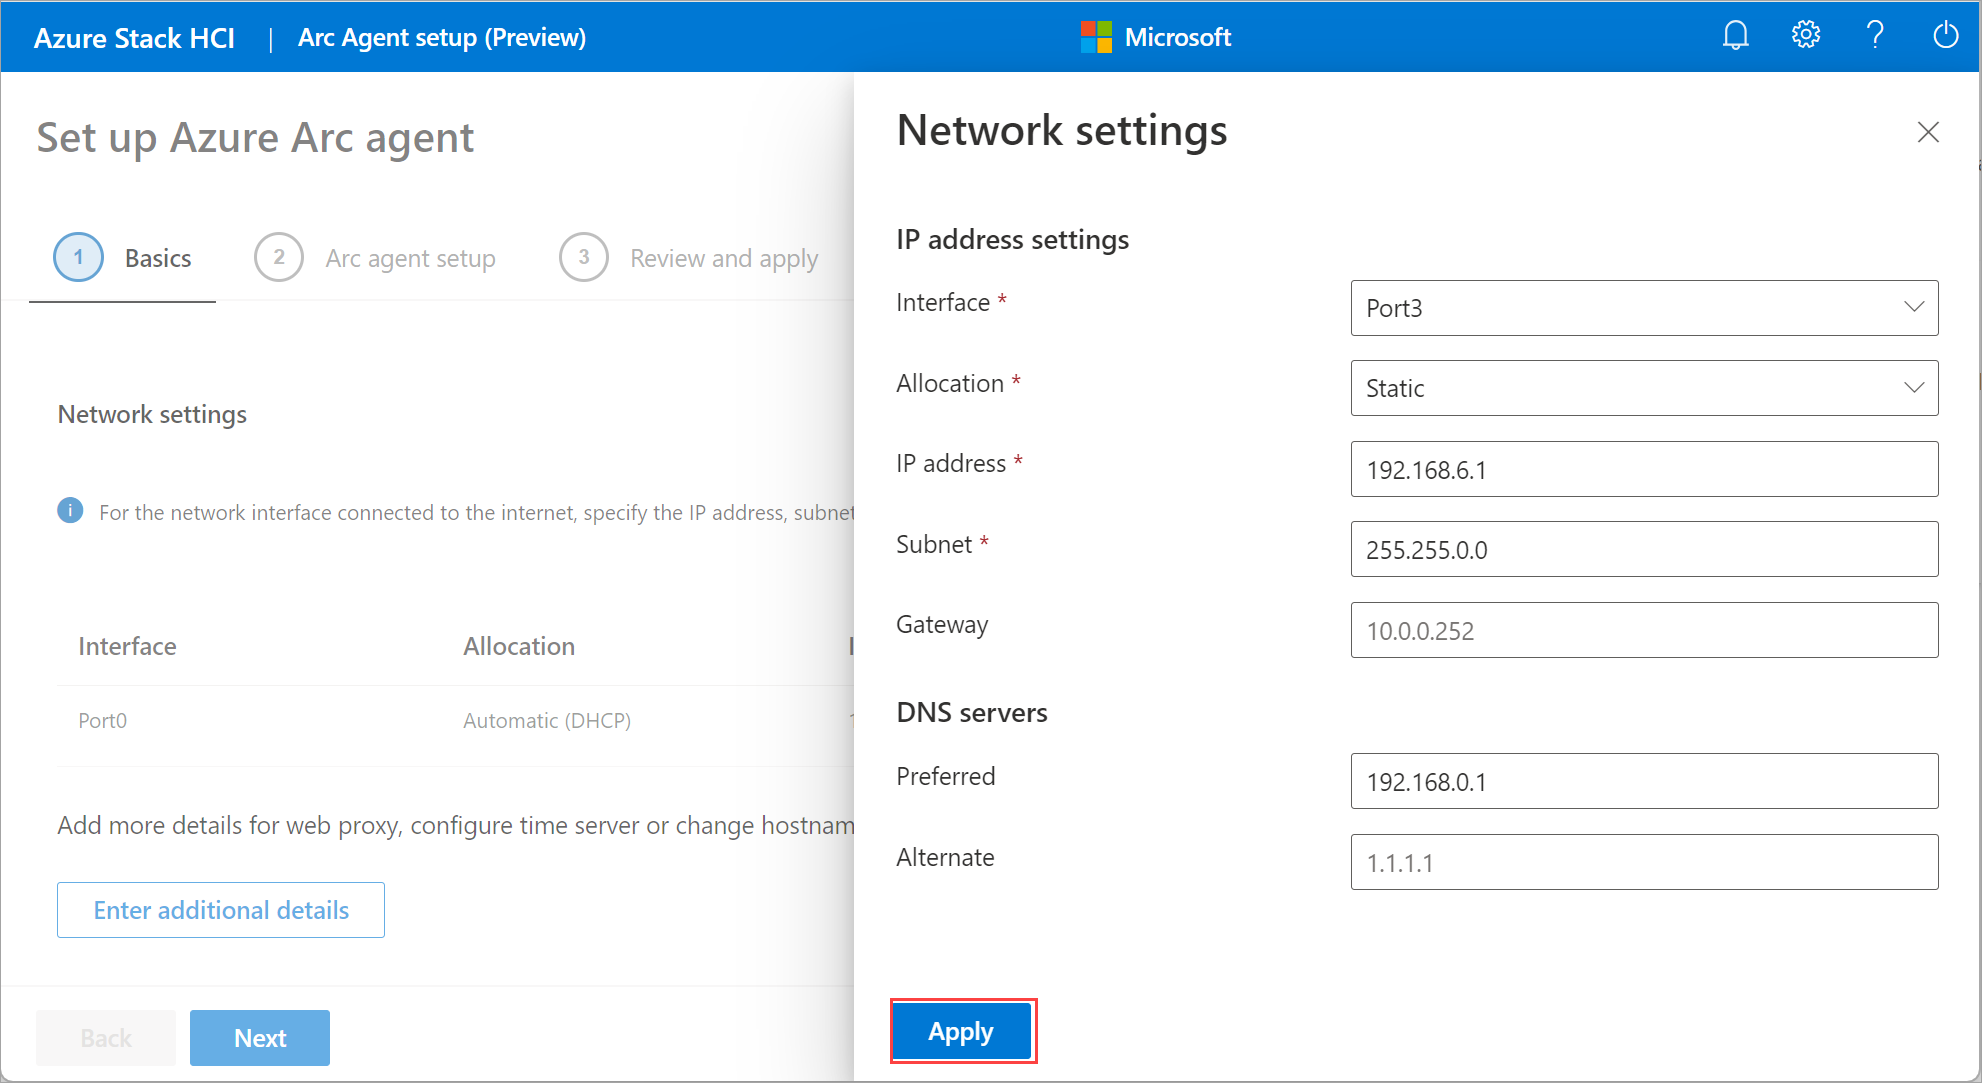 Azure Stack HCI | Arc Agent setup (Preview)
Microsoft
Set up Azure Arc agent
1 Basics 2 Arc agent setup 3 Review and apply
Network settings
For the network interface connected to the internet, specify the IP address, subnet
Interface Allocation
Port0 Automatic (DHCP)
Add more details for web proxy, configure time server or change hostnam
Enter additional details
Back Next
Network settings
IP address settings
Interface * Port3
Allocation * Static
IP address * 192.168.6.1
Subnet * 255.255.0.0
Gateway 10.0.0.252
DNS servers
Preferred 192.168.0.1
Alternate 1.1.1.1
Apply